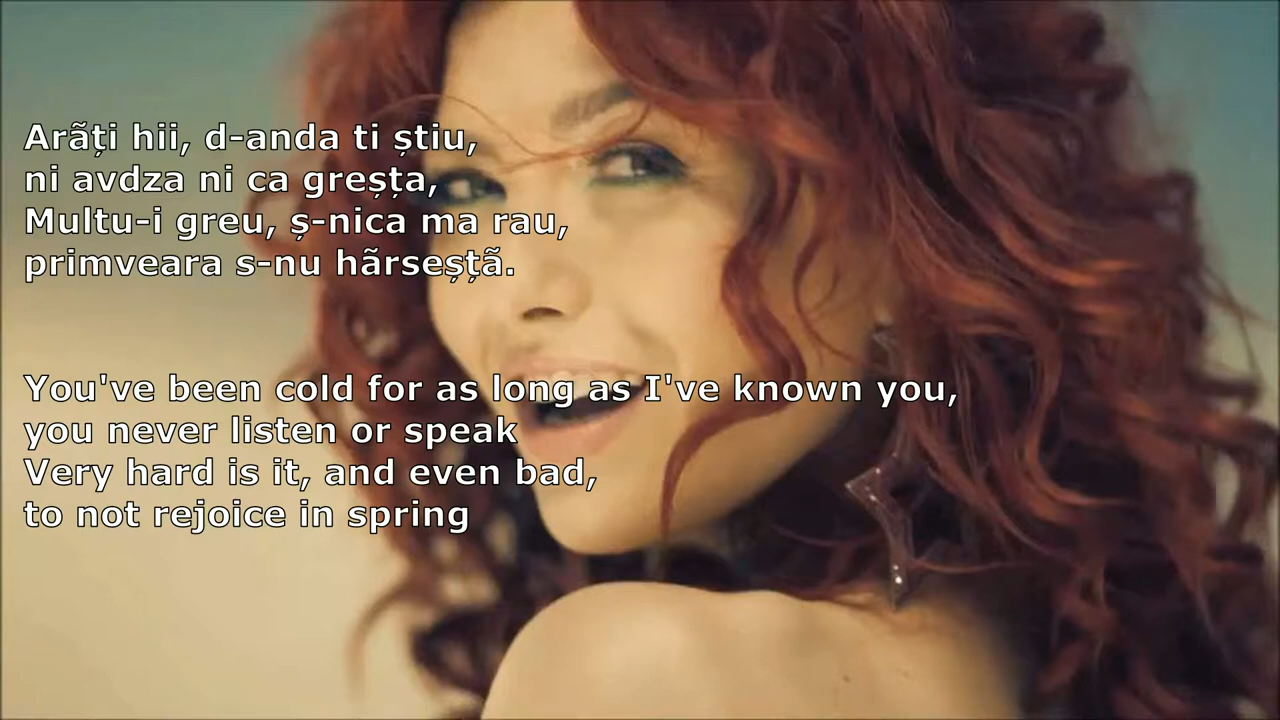 Arãți hii, d-anda ti știu,
ni avdza ni ca greșța,
Multu-i greu, ș-nica ma rau,
primveara s-nu hãrseșțã.
You've been cold for as long as I've known you,
you never listen or speak
Very hard is it, and even bad,
to not rejoice in spring